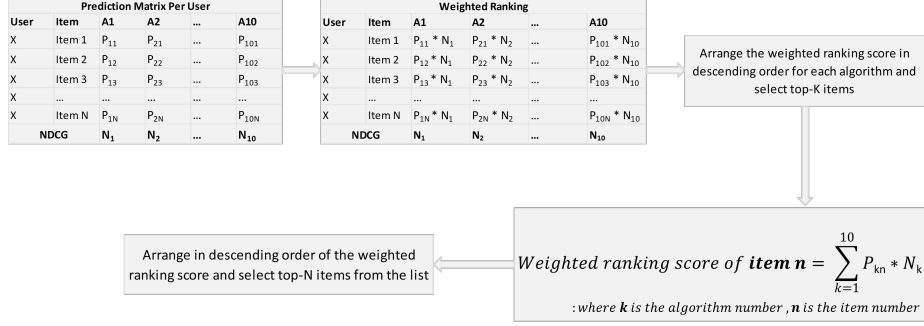 Prediction Matrix Per User
User Item A1 A2 ... A10
X Item 1 P₁₁ P₂₁ ... P₁₀₁
X Item 2 P₁₂ P₂₂ ... P₁₀₂
X Item 3 P₁₃ P₂₃ ... P₁₀₃
X ... ... ... ... ...
X Item N P₁N P₂N ... P₁₀N
NDCG N₁ N₂ ... N₁₀
Weighted Ranking
User Item A1 A2 ... A10
X Item 1 P₁₁ * N₁ P₂₁ * N₂ ... P₁₀₁ * N₁₀
X Item 2 P₁₂ * N₁ P₂₂ * N₂ ... P₁₀₂ * N₁₀
X Item 3 P₁₃ * N₁ P₂₃ * N₂ ... P₁₀₃ * N₁₀
X ... ... ... ... ...
X Item N P₁N * N₁ P₂N * N₂ ... P₁₀N * N₁₀
NDCG N₁ N₂ ... N₁₀
Arrange the weighted ranking score in
descending order for each algorithm and
select top-K items
Weighted ranking score of item n = ∑ₖ₌₁¹⁰ Pₖₙ * Nₖ
: where k is the algorithm number , n is the item number
Arrange in descending order of the weighted
ranking score and select top-N items from the list